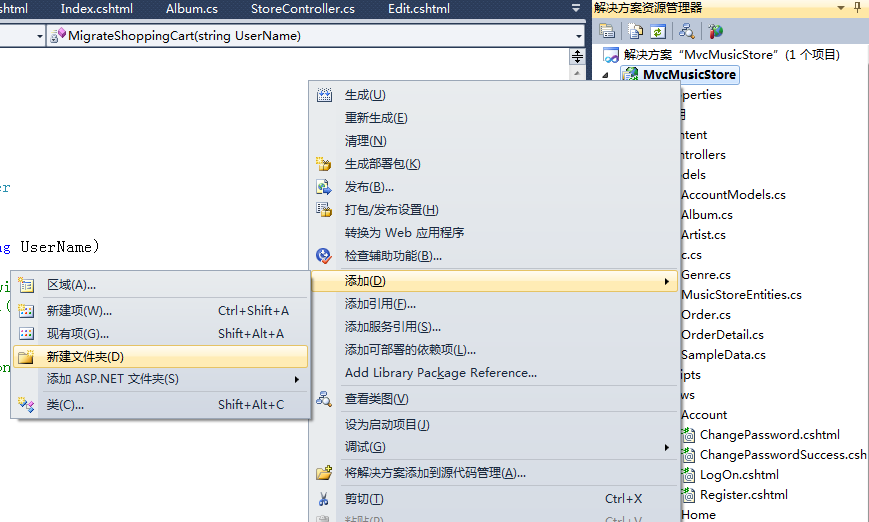 shtml Index.cshtml Album.cs StoreController.cs Edit.cshtml
MigrateShoppingCart(string UserName)
er
ng UserName)
wi
(
on
解决方案资源管理器
解决方案“MvcMusicStore” (1 个项目)
MvcMusicStore
perties
用
ntent
ntrollers
dels
AccountModels.cs
Album.cs
Artist.cs
c.cs
Genre.cs
MusicStoreEntities.cs
Order.cs
OrderDetail.cs
SampleData.cs
ipts
ws
Account
ChangePassword.cshtml
ChangePasswordSuccess.csh
LogOn.cshtml
Register.cshtml
Home
生成(U)
重新生成(E)
清理(N)
生成部署包(K)
发布(B)...
打包/发布设置(H)
转换为 Web 应用程序
检查辅助功能(B)...
添加(D)
添加引用(F)...
添加服务引用(S)...
添加可部署的依赖项(L)...
Add Library Package Reference...
查看类图(V)
设为启动项目(J)
调试(G)
将解决方案添加到源代码管理(A)...
剪切(T) Ctrl+X
粘贴(P) Ctrl+V
区域(A)...
新建项(W)... Ctrl+Shift+A
现有项(G)... Shift+Alt+A
新建文件夹(D)
添加 ASP.NET 文件夹(S)
类(C)... Shift+Alt+C